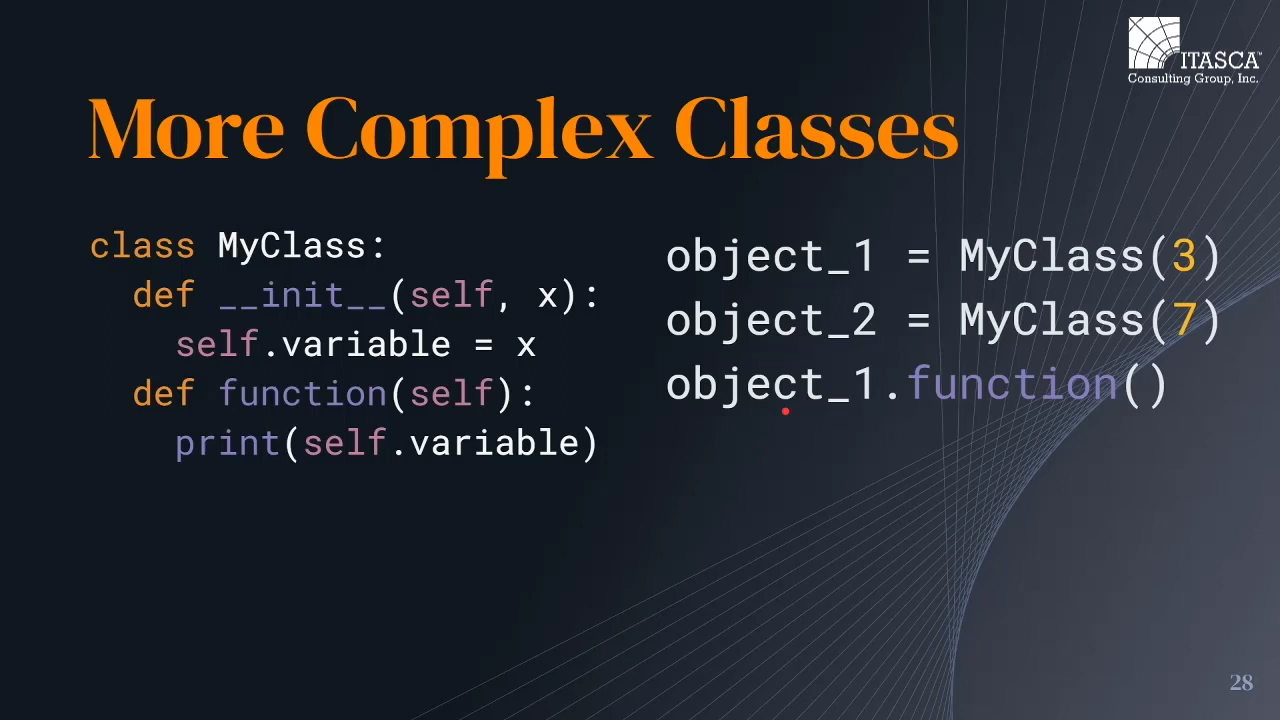 ITASCA™
Consulting Group, Inc.
More Complex Classes
class MyClass:
  def __init__(self, x):
    self.variable = x
  def function(self):
    print(self.variable)
object_1 = MyClass(3)
object_2 = MyClass(7)
object_1.function()
28